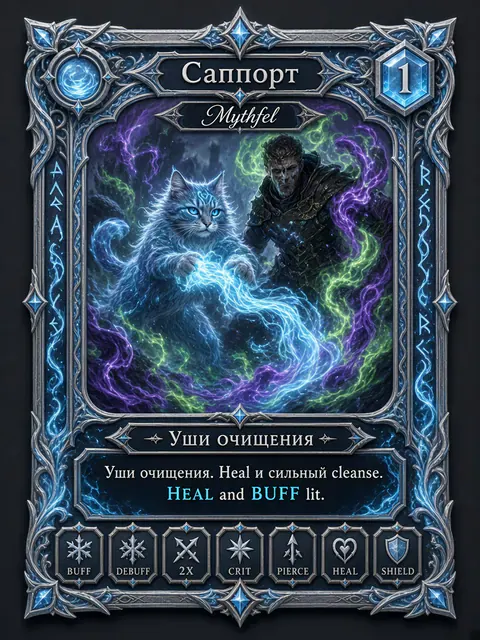 Саппорт
1
Mythfel
Уши очищения
Уши очищения. Heal и сильный cleanse.
HEAL and BUFF lit.
BUFF DEBUFF 2X CRIT PIERCE HEAL SHIELD